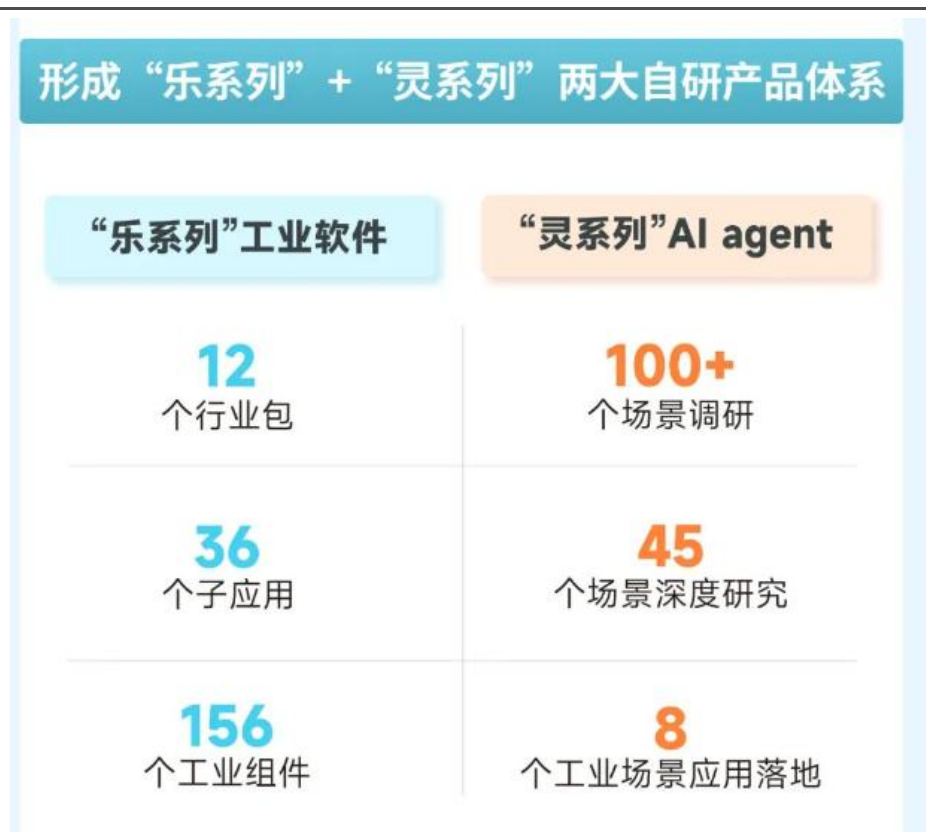 形成“乐系列”+“灵系列”两大自研产品体系
“乐系列”工业软件
“灵系列”AI agent
12
个行业包
100+
个场景调研
36
个子应用
45
个场景深度研究
156
个工业组件
8
个工业场景应用落地